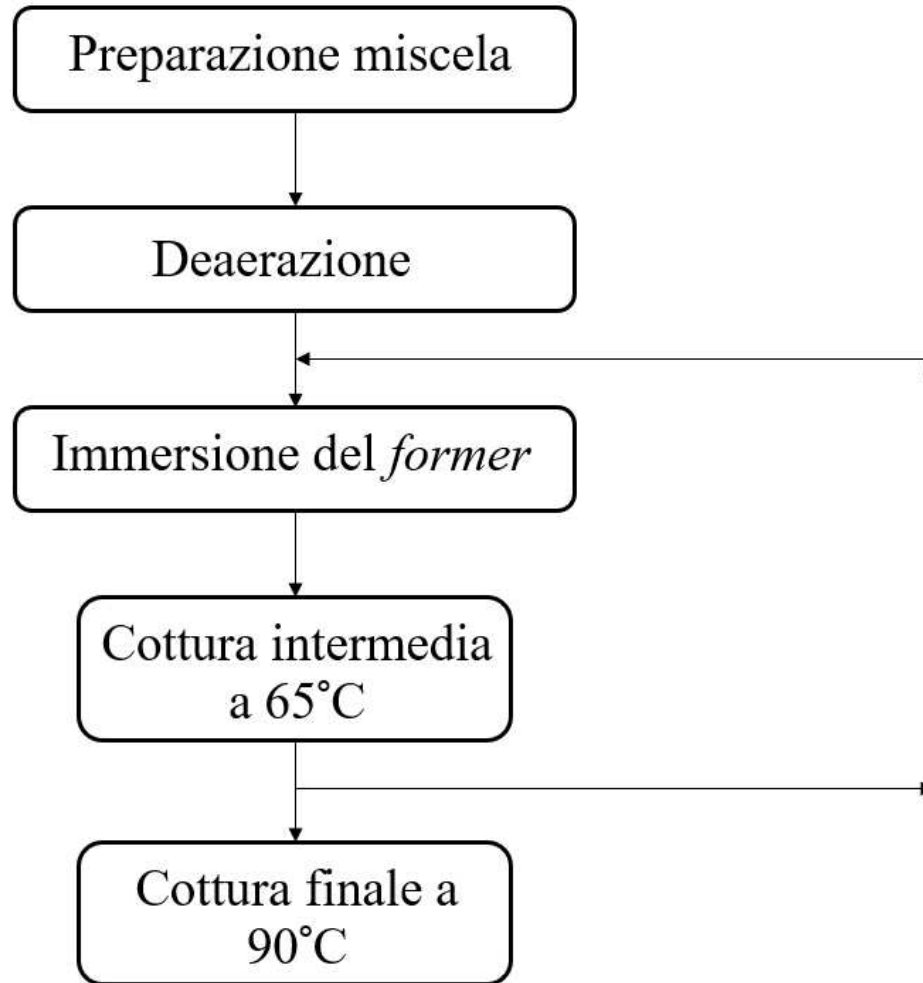 Preparazione miscela
Deaerazione
Immersione del former
Cottura intermedia
a 65°C
Cottura finale a
90°C